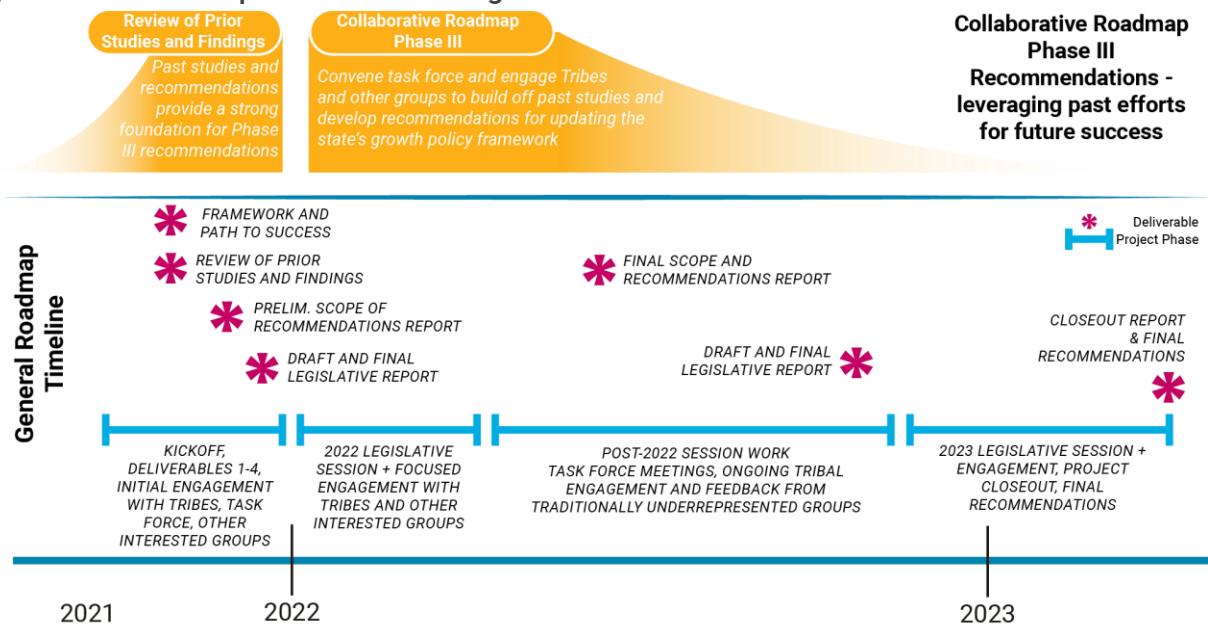 Review of Prior
Studies and Findings
Past studies and
recommendations
provide a strong
foundation for Phase
III recommendations
Collaborative Roadmap
Phase III
Convene task force and engage Tribes
and other groups to build off past studies and
develop recommendations for updating the
state's growth policy framework
Collaborative Roadmap
Phase III
Recommendations -
leveraging past efforts
for future success
General Roadmap
Timeline
FRAMEWORK AND
PATH TO SUCCESS
REVIEW OF PRIOR
STUDIES AND FINDINGS
PRELIM. SCOPE OF
RECOMMENDATIONS REPORT
DRAFT AND FINAL
LEGISLATIVE REPORT
FINAL SCOPE AND
RECOMMENDATIONS REPORT
DRAFT AND FINAL
LEGISLATIVE REPORT
Deliverable
Project Phase
CLOSEOUT REPORT
& FINAL
RECOMMENDATIONS
KICKOFF,
DELIVERABLES 1-4,
INITIAL ENGAGEMENT
WITH TRIBES, TASK
FORCE, OTHER
INTERESTED GROUPS
2022 LEGISLATIVE
SESSION + FOCUSED
ENGAGEMENT WITH
TRIBES AND OTHER
INTERESTED GROUPS
POST-2022 SESSION WORK
TASK FORCE MEETINGS, ONGOING TRIBAL
ENGAGEMENT AND FEEDBACK FROM
TRADITIONALLY UNDERREPRESENTED GROUPS
2023 LEGISLATIVE SESSION +
ENGAGEMENT, PROJECT
CLOSEOUT, FINAL
RECOMMENDATIONS
2021
2022
2023